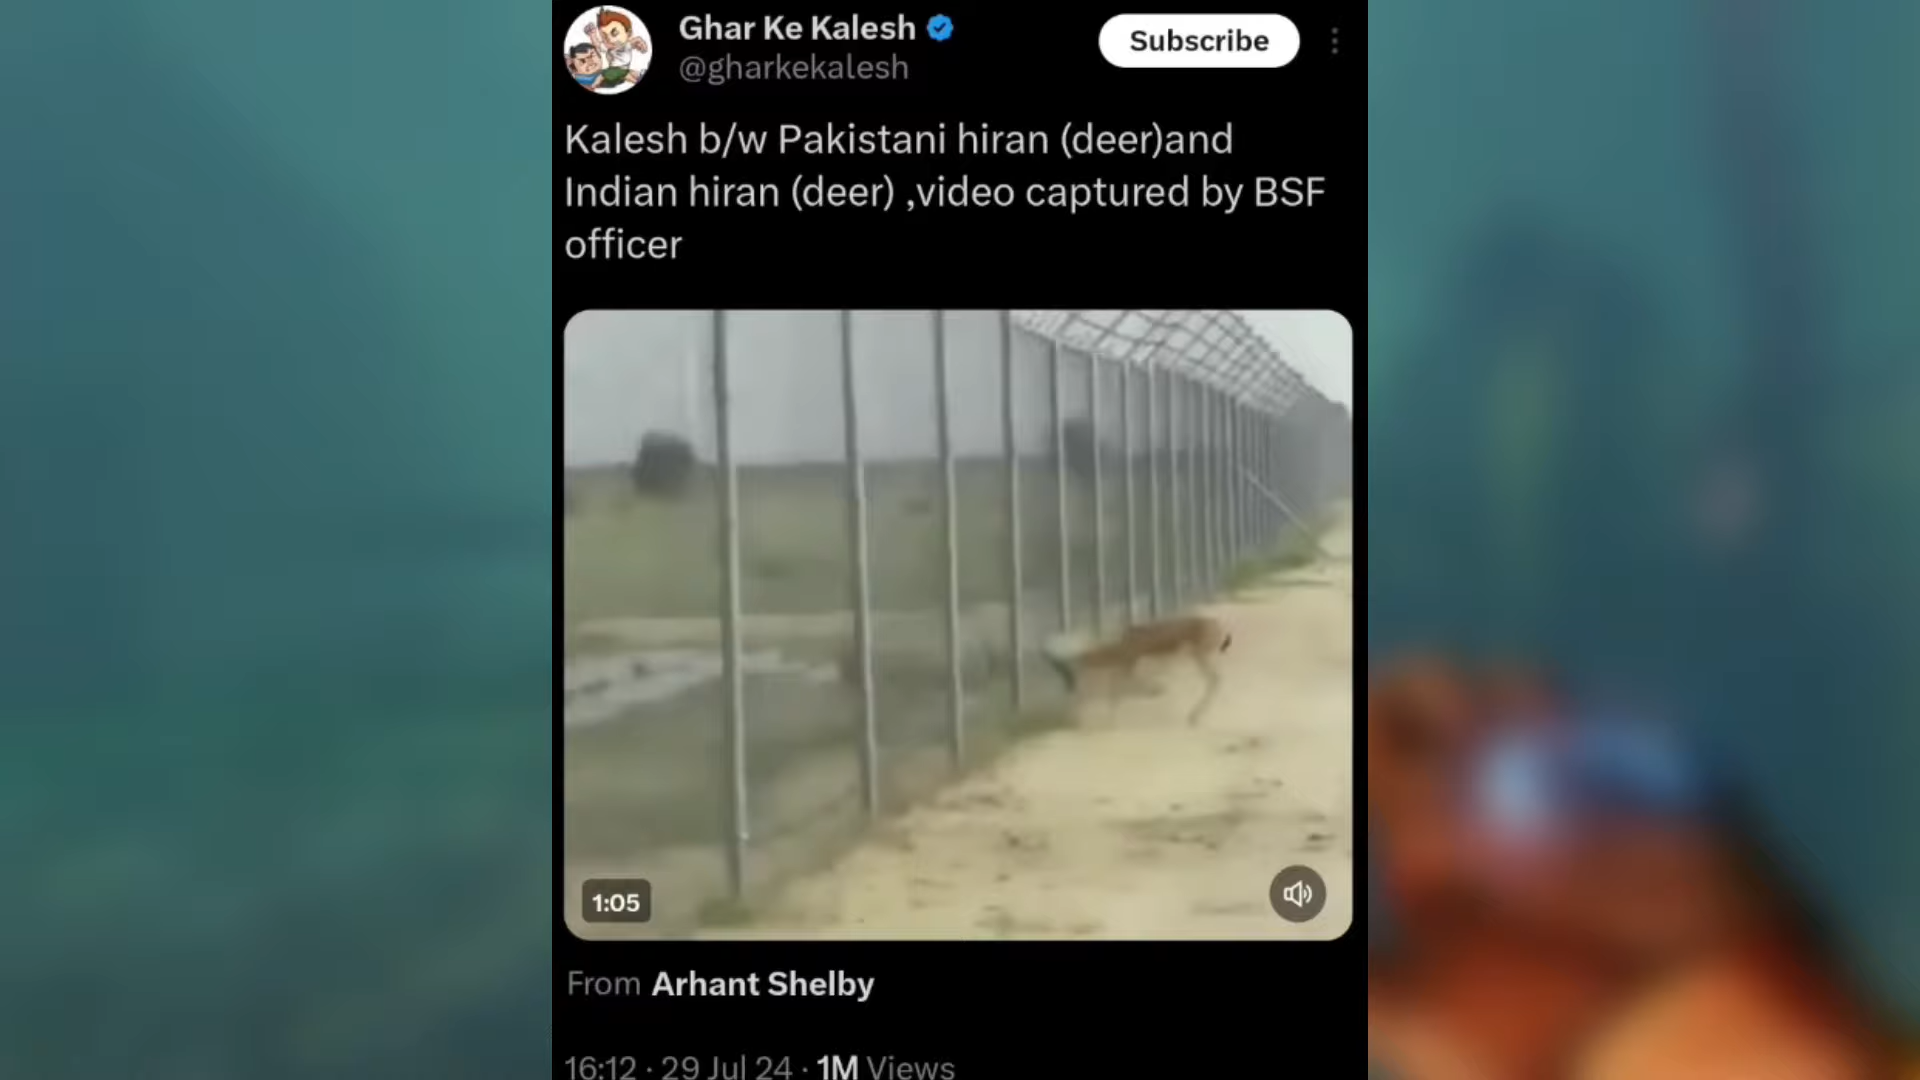 Ghar Ke Kalesh
@gharkekalesh
Subscribe
Kalesh b/w Pakistani hiran (deer)and
Indian hiran (deer) ,video captured by BSF
officer
1:05
From Arhant Shelby
16:12 · 29 Jul 24 · 1M Views